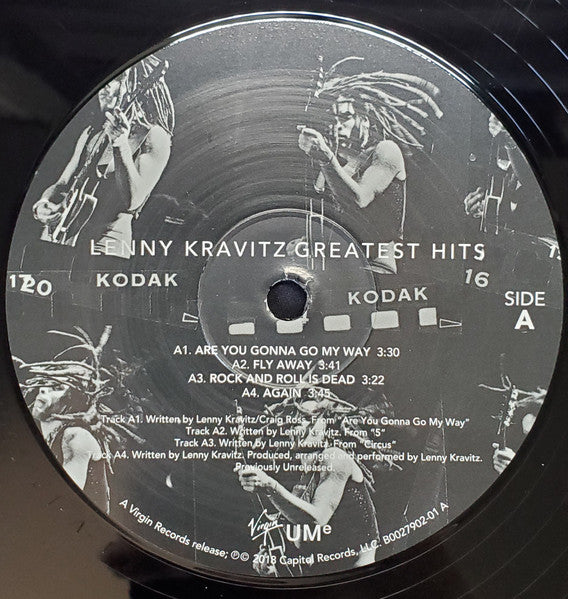 LENNY KRAVITZ GREATEST HITS
17 20 KODAK KODAK 16
SIDE
A
A1. ARE YOU GONNA GO MY WAY 3:30
A2. FLY AWAY 3:41
A3. ROCK AND ROLL IS DEAD 3:22
A4. AGAIN 3:45
Track A1. Written by Lenny Kravitz/Craig Ross. From "Are You Gonna Go My Way"
Track A2. Written by Lenny Kravitz. From "5"
Track A3. Written by Lenny Kravitz. From "Circus"
Track A4. Written by Lenny Kravitz. Produced, arranged and performed by Lenny Kravitz.
Previously Unreleased.
Virgin UMe
A Virgin Records release; ℗© 2018 Capitol Records, LLC. B0027902-01 A